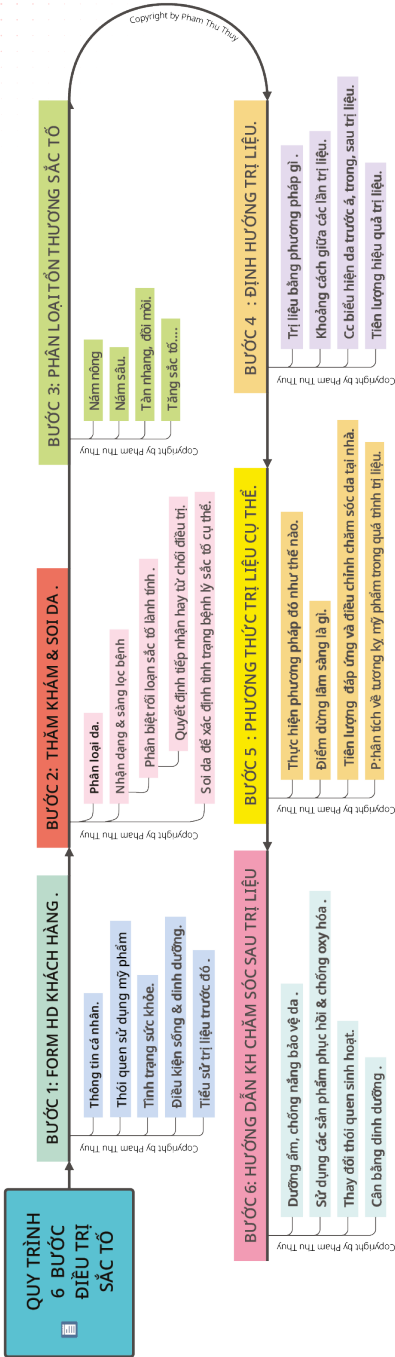 QUY TRÌNH
6 BƯỚC
ĐIỀU TRỊ
SẮC TỐ
BƯỚC 1: FORM HD KHÁCH HÀNG .
Thông tin cá nhân.
Thói quen sử dụng mỹ phẩm
Tình trạng sức khỏe.
Điều kiện sống & dinh dưỡng.
Tiểu sử trị liệu trước đó .
Copyright by Pham Thu Thuy
BƯỚC 2: THĂM KHÁM & SOI DA .
Phân loại da.
Nhận dạng & sàng lọc bệnh
Phân biệt rối loạn sắc tố lành tính .
Quyết định tiếp nhận hay từ chối điều trị.
Soi da để xác định tình trạng bệnh lý sắc tố cụ thể.
Copyright by Pham Thu Thuy
BƯỚC 3: PHÂN LOẠI TỔN THƯƠNG SẮC TỐ
Nám nông
Nám sâu.
Tàn nhang, đồi mồi.
Tăng sắc tố....
Copyright by Pham Thu Thuy
Copyright by Pham Thu Thuy
BƯỚC 4 : ĐỊNH HƯỚNG TRỊ LIỆU.
Trị liệu bằng phương pháp gì .
Khoảng cách giữa các lần trị liệu.
Cc biểu hiện da trước á, trong, sau trị liệu.
Tiên lượng hiệu quả trị liệu.
Copyright by Pham Thu Thuy
BƯỚC 5 : PHƯƠNG THỨC TRỊ LIỆU CỤ THỂ.
Thực hiện phương pháp đó như thế nào.
Điểm dừng lâm sàng là gì.
Tiên lượng đáp ứng và điều chỉnh chăm sóc da tại nhà.
P:hân tích về tương kỵ mỹ phẩm trong quá trình trị liệu.
Copyright by Pham Thu Thuy
BƯỚC 6: HƯỚNG DẪN KH CHĂM SÓC SAU TRỊ LIỆU
Dưỡng ẩm, chống nắng bảo vệ da .
Sử dụng các sản phẩm phục hồi & chống oxy hóa .
Thay đổi thói quen sinh hoạt.
Cân bằng dinh dưỡng .
Copyright by Pham Thu Thuy